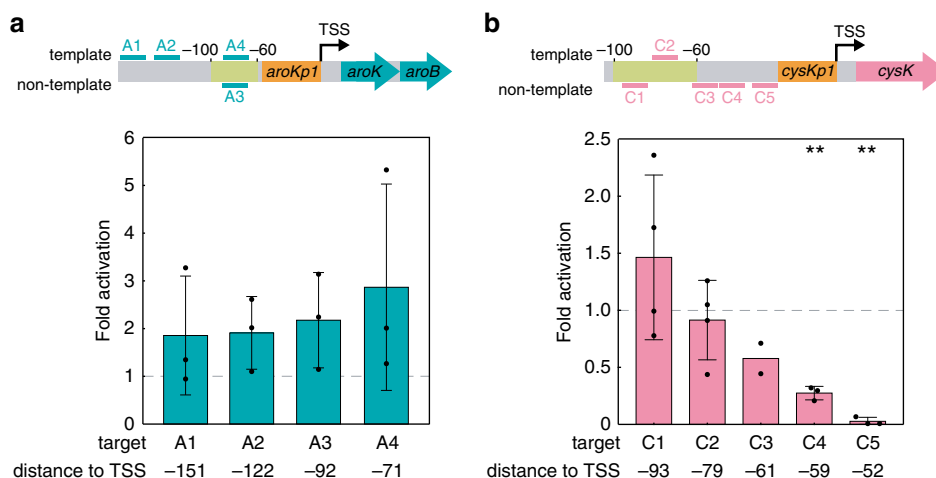 a
TSS
template A1 A2 –100 A4 –60
aroKp1 aroK aroB
non-template
A3
Fold activation
6
5
4
3
2
1
0
target A1 A2 A3 A4
distance to TSS –151 –122 –92 –71
b
TSS
template –100 C2 –60
cysKp1 cysK
non-template
C1 C3 C4 C5
Fold activation
2.5
** **
2.0
1.5
1.0
0.5
0
target C1 C2 C3 C4 C5
distance to TSS –93 –79 –61 –59 –52